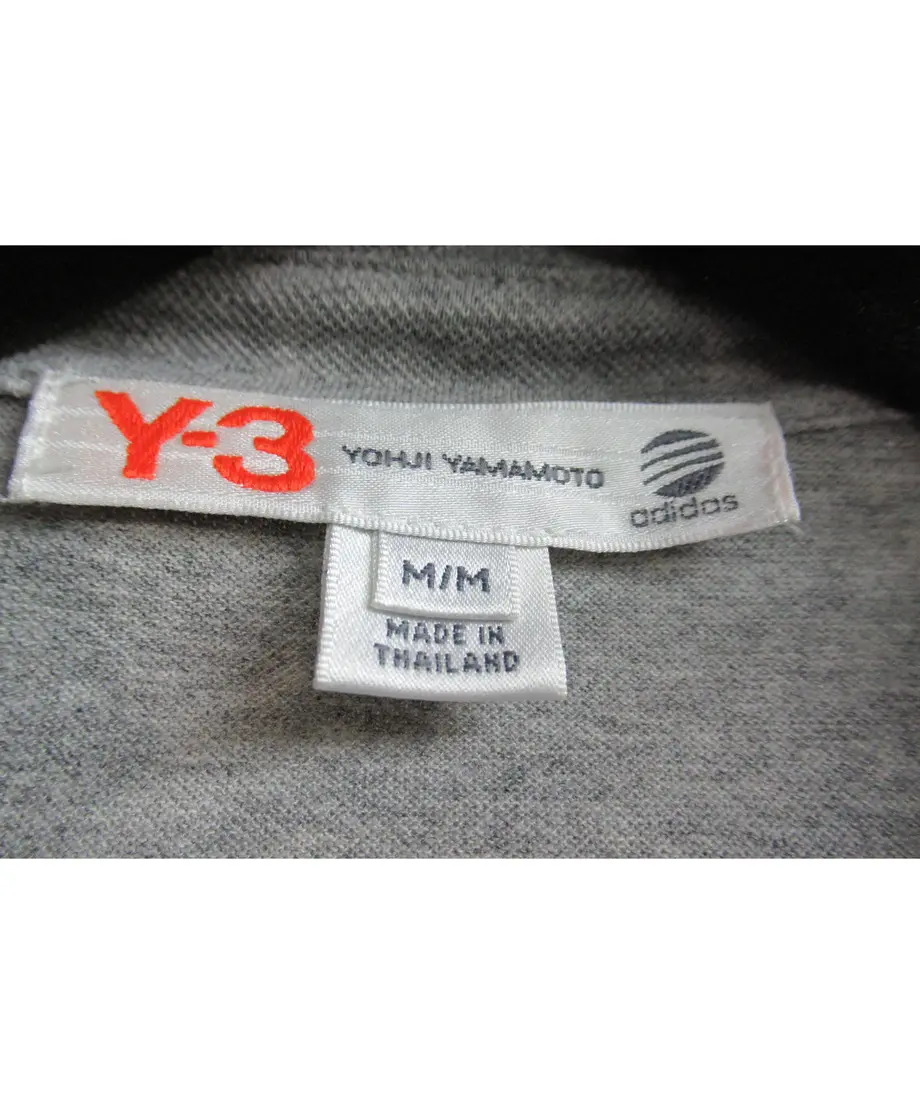 Y-3 YOHJI YAMAMOTO adidas
M/M
MADE IN
THAILAND